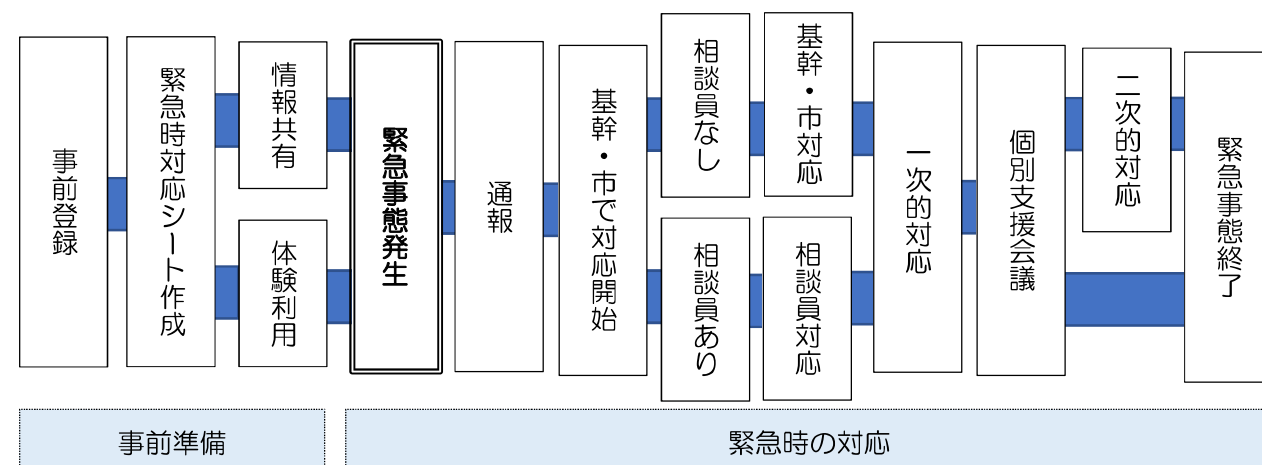 事前登録
緊急時対応シート作成
情報共有
体験利用
緊急事態発生
通報
基幹・市で対応開始
相談員なし
基幹・市対応
相談員あり
相談員対応
一次的対応
個別支援会議
二次的対応
緊急事態終了
事前準備
緊急時の対応